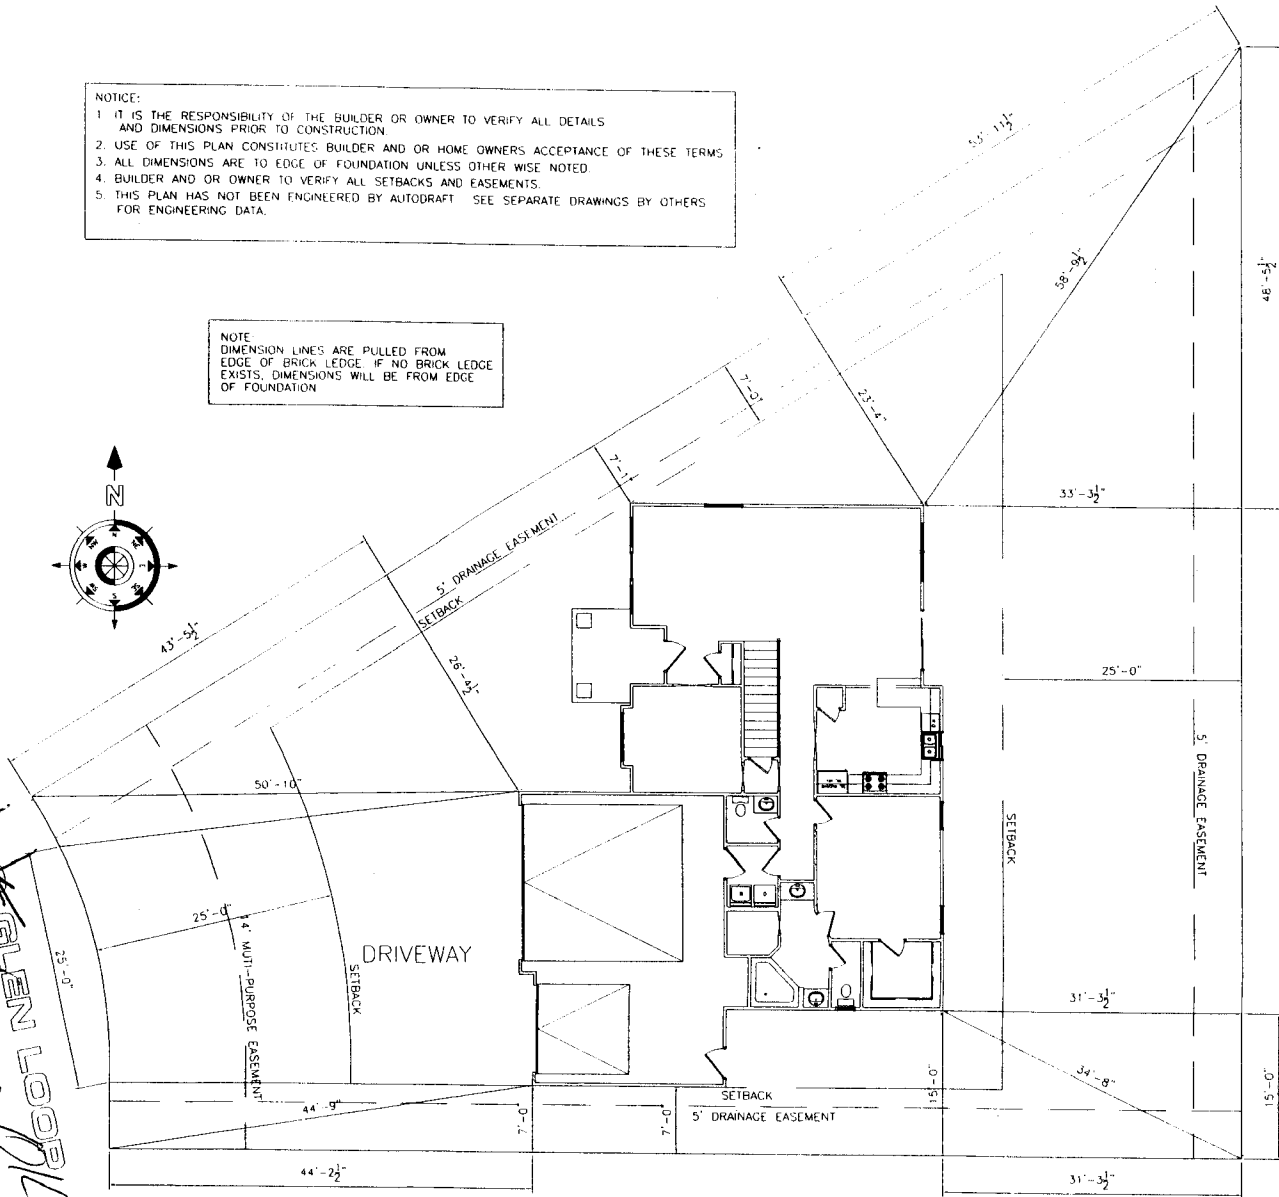 NOTICE:
1 IT IS THE RESPONSIBILITY OF THE BUILDER OR OWNER TO VERIFY ALL DETAILS
AND DIMENSIONS PRIOR TO CONSTRUCTION.
2. USE OF THIS PLAN CONSTITUTES BUILDER AND OR HOME OWNERS ACCEPTANCE OF THESE TERMS
3. ALL DIMENSIONS ARE TO EDGE OF FOUNDATION UNLESS OTHER WISE NOTED.
4. BUILDER AND OR OWNER TO VERIFY ALL SETBACKS AND EASEMENTS.
5. THIS PLAN HAS NOT BEEN ENGINEERED BY AUTODRAFT SEE SEPARATE DRAWINGS BY OTHERS
FOR ENGINEERING DATA.
NOTE:
DIMENSION LINES ARE PULLED FROM
EDGE OF BRICK LEDGE. IF NO BRICK LEDGE
EXISTS, DIMENSIONS WILL BE FROM EDGE
OF FOUNDATION
N
53'-11½"
58'-9½"
48'-5½"
7'-0"
23'-4"
7'-1"
33'-3½"
5' DRAINAGE EASEMENT
SETBACK
43'-5½"
26'-4½"
25'-0"
5' DRAINAGE EASEMENT
50'-10"
SETBACK
25'-0"
14' MUTI-PURPOSE EASEMENT
SETBACK
DRIVEWAY
25'-0"
GLEN LOOP
31'-3½"
34'-8"
15'-0"
15'-0"
SETBACK
5' DRAINAGE EASEMENT
44'-9"
7'-0"
7'-0"
44'-2½"
31'-3½"